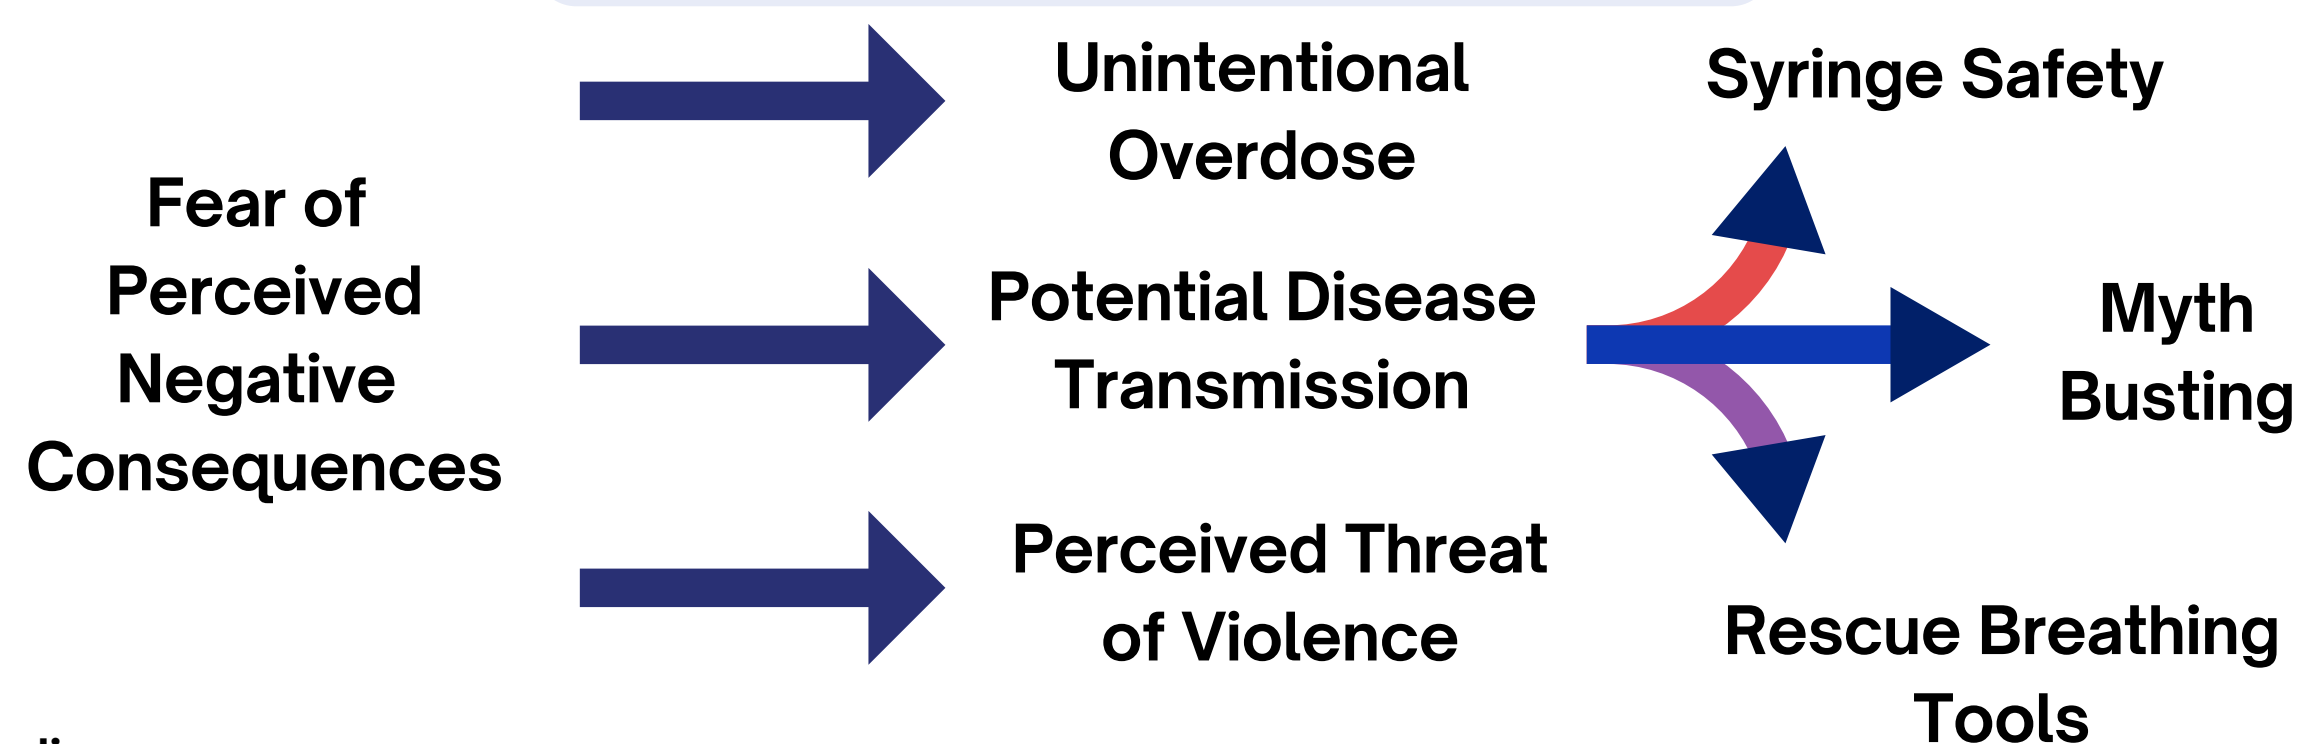 Fear of
Perceived
Negative
Consequences
Unintentional
Overdose
Potential Disease
Transmission
Perceived Threat
of Violence
Syringe Safety
Myth
Busting
Rescue Breathing
Tools